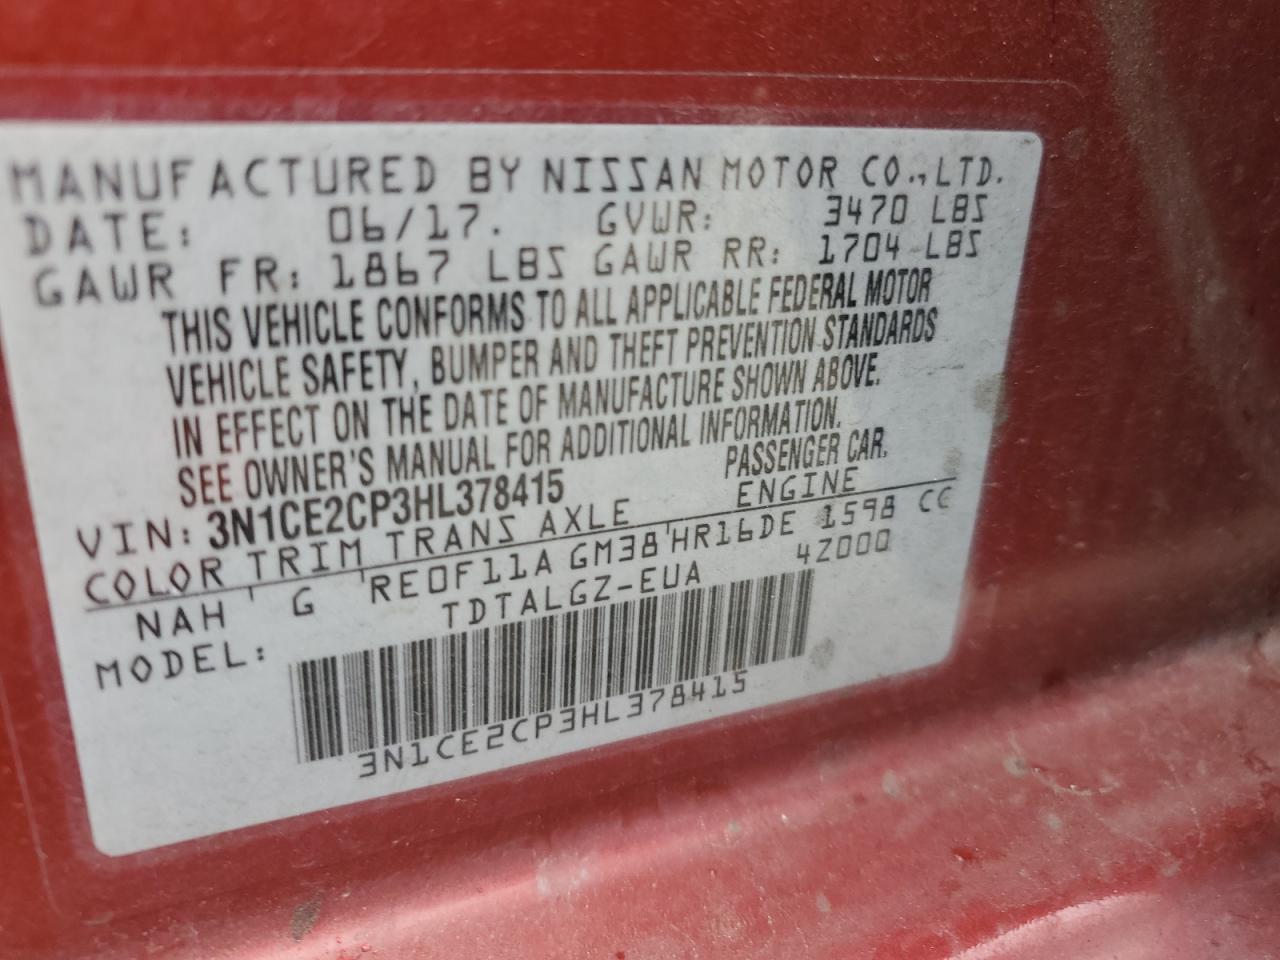 MANUFACTURED BY NISSAN MOTOR CO.,LTD.
DATE: 06/17. GVWR: 3470 LBS
GAWR FR: 1867 LBS GAWR RR: 1704 LBS
THIS VEHICLE CONFORMS TO ALL APPLICABLE FEDERAL MOTOR
VEHICLE SAFETY, BUMPER AND THEFT PREVENTION STANDARDS
IN EFFECT ON THE DATE OF MANUFACTURE SHOWN ABOVE.
SEE OWNER'S MANUAL FOR ADDITIONAL INFORMATION.
VIN: 3N1CE2CP3HL378415 PASSENGER CAR.
COLOR TRIM TRANS AXLE ENGINE
NAH ' G 'RE0F11A GM38'HR16DE 1598 CC
MODEL: TDTALGZ-EUA 4Z000
3N1CE2CP3HL378415